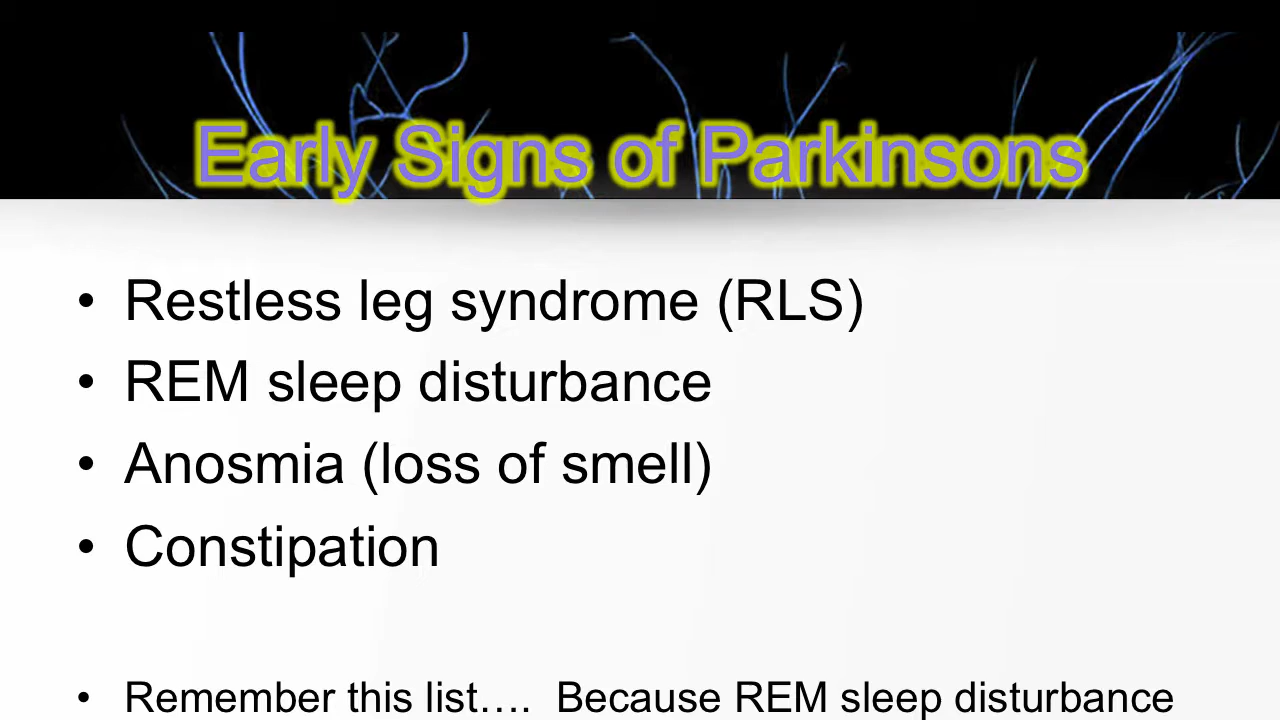 Early Signs of Parkinsons
• Restless leg syndrome (RLS)
• REM sleep disturbance
• Anosmia (loss of smell)
• Constipation
• Remember this list…. Because REM sleep disturbance